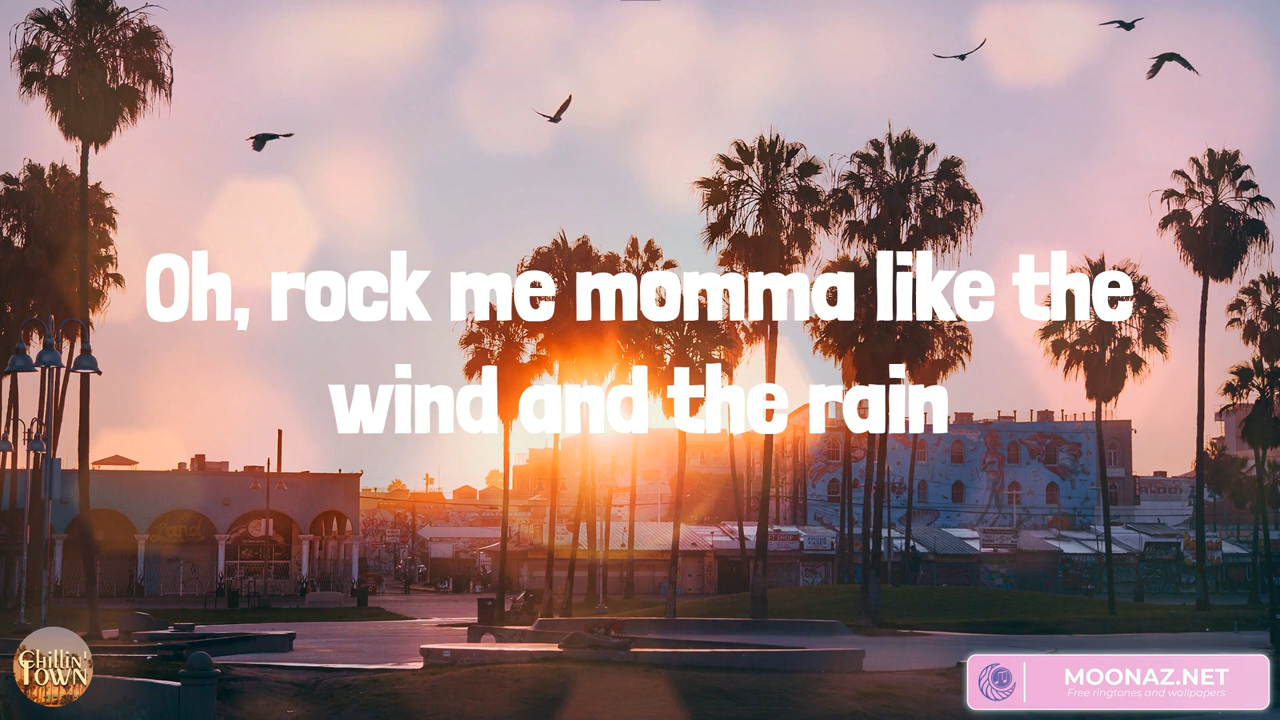 Oh, rock me momma like the
wind and the rain
Chillin'
TOWN
MOONAZ.NET
Free ringtones and wallpapers